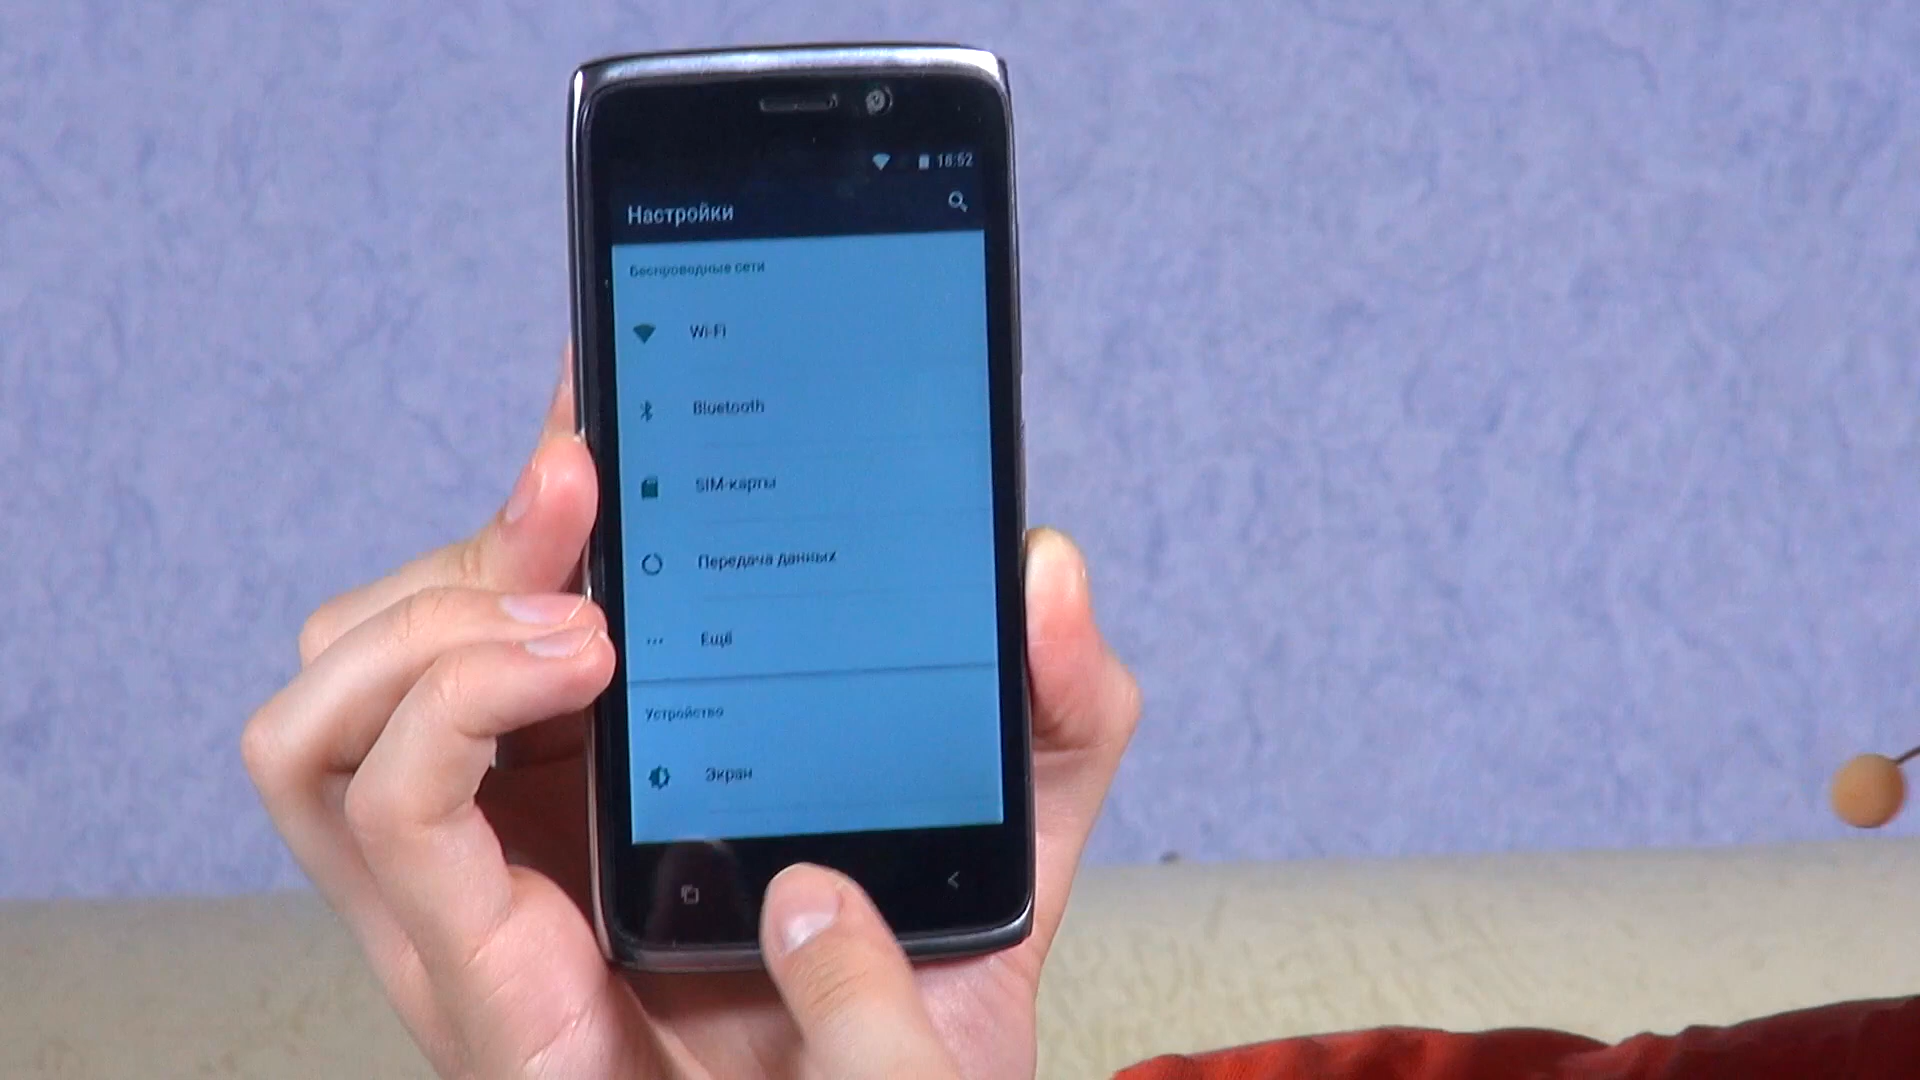 18:52
Настройки
Беспроводные сети
Wi-Fi
Bluetooth
SIM-карты
Передача данных
Ещё
Устройство
Экран